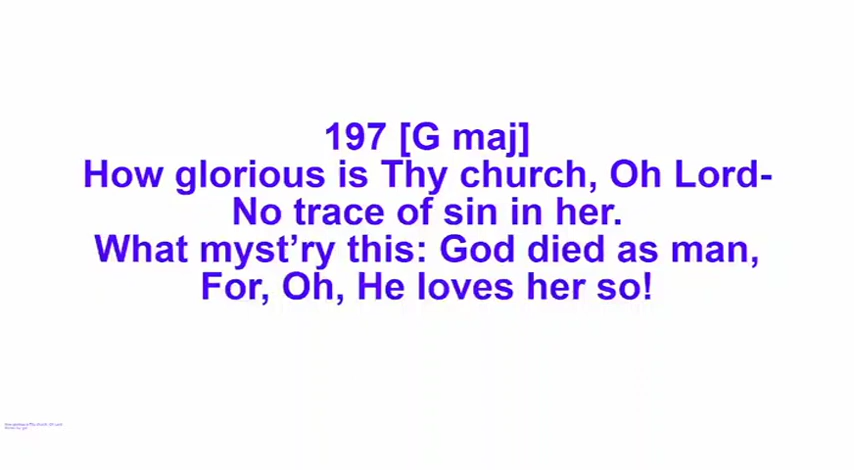 197 [G maj]
How glorious is Thy church, Oh Lord-
No trace of sin in her.
What myst’ry this: God died as man,
For, Oh, He loves her so!